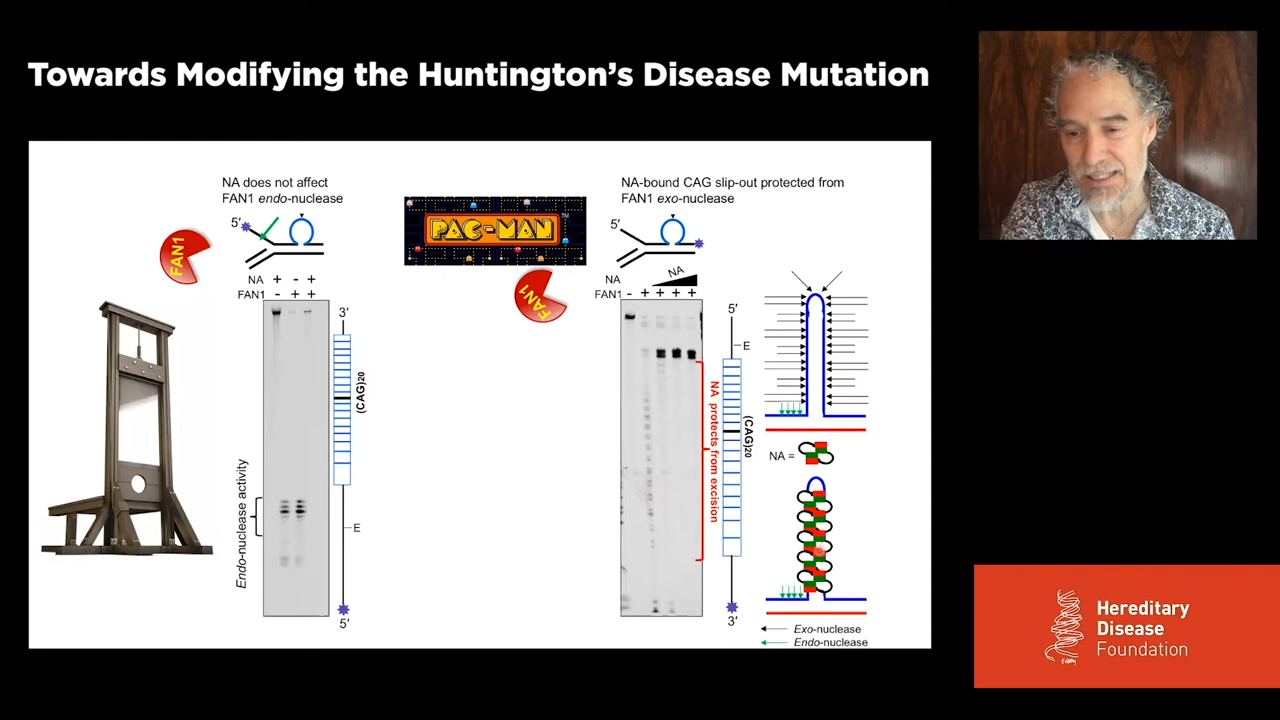 Towards Modifying the Huntington's Disease Mutation
NA does not affect
FAN1 endo-nuclease
5′
FAN1
NA + - +
FAN1 - + +
3′
(CAG)20
Endo-nuclease activity
E
5′
PAC-MAN
TM
FAN1
NA-bound CAG slip-out protected from
FAN1 exo-nuclease
5′
NA
NA
FAN1 - + + + +
5′
E
NA protects from excision
(CAG)20
3′
NA =
Exo-nuclease
Endo-nuclease
Hereditary
Disease
Foundation